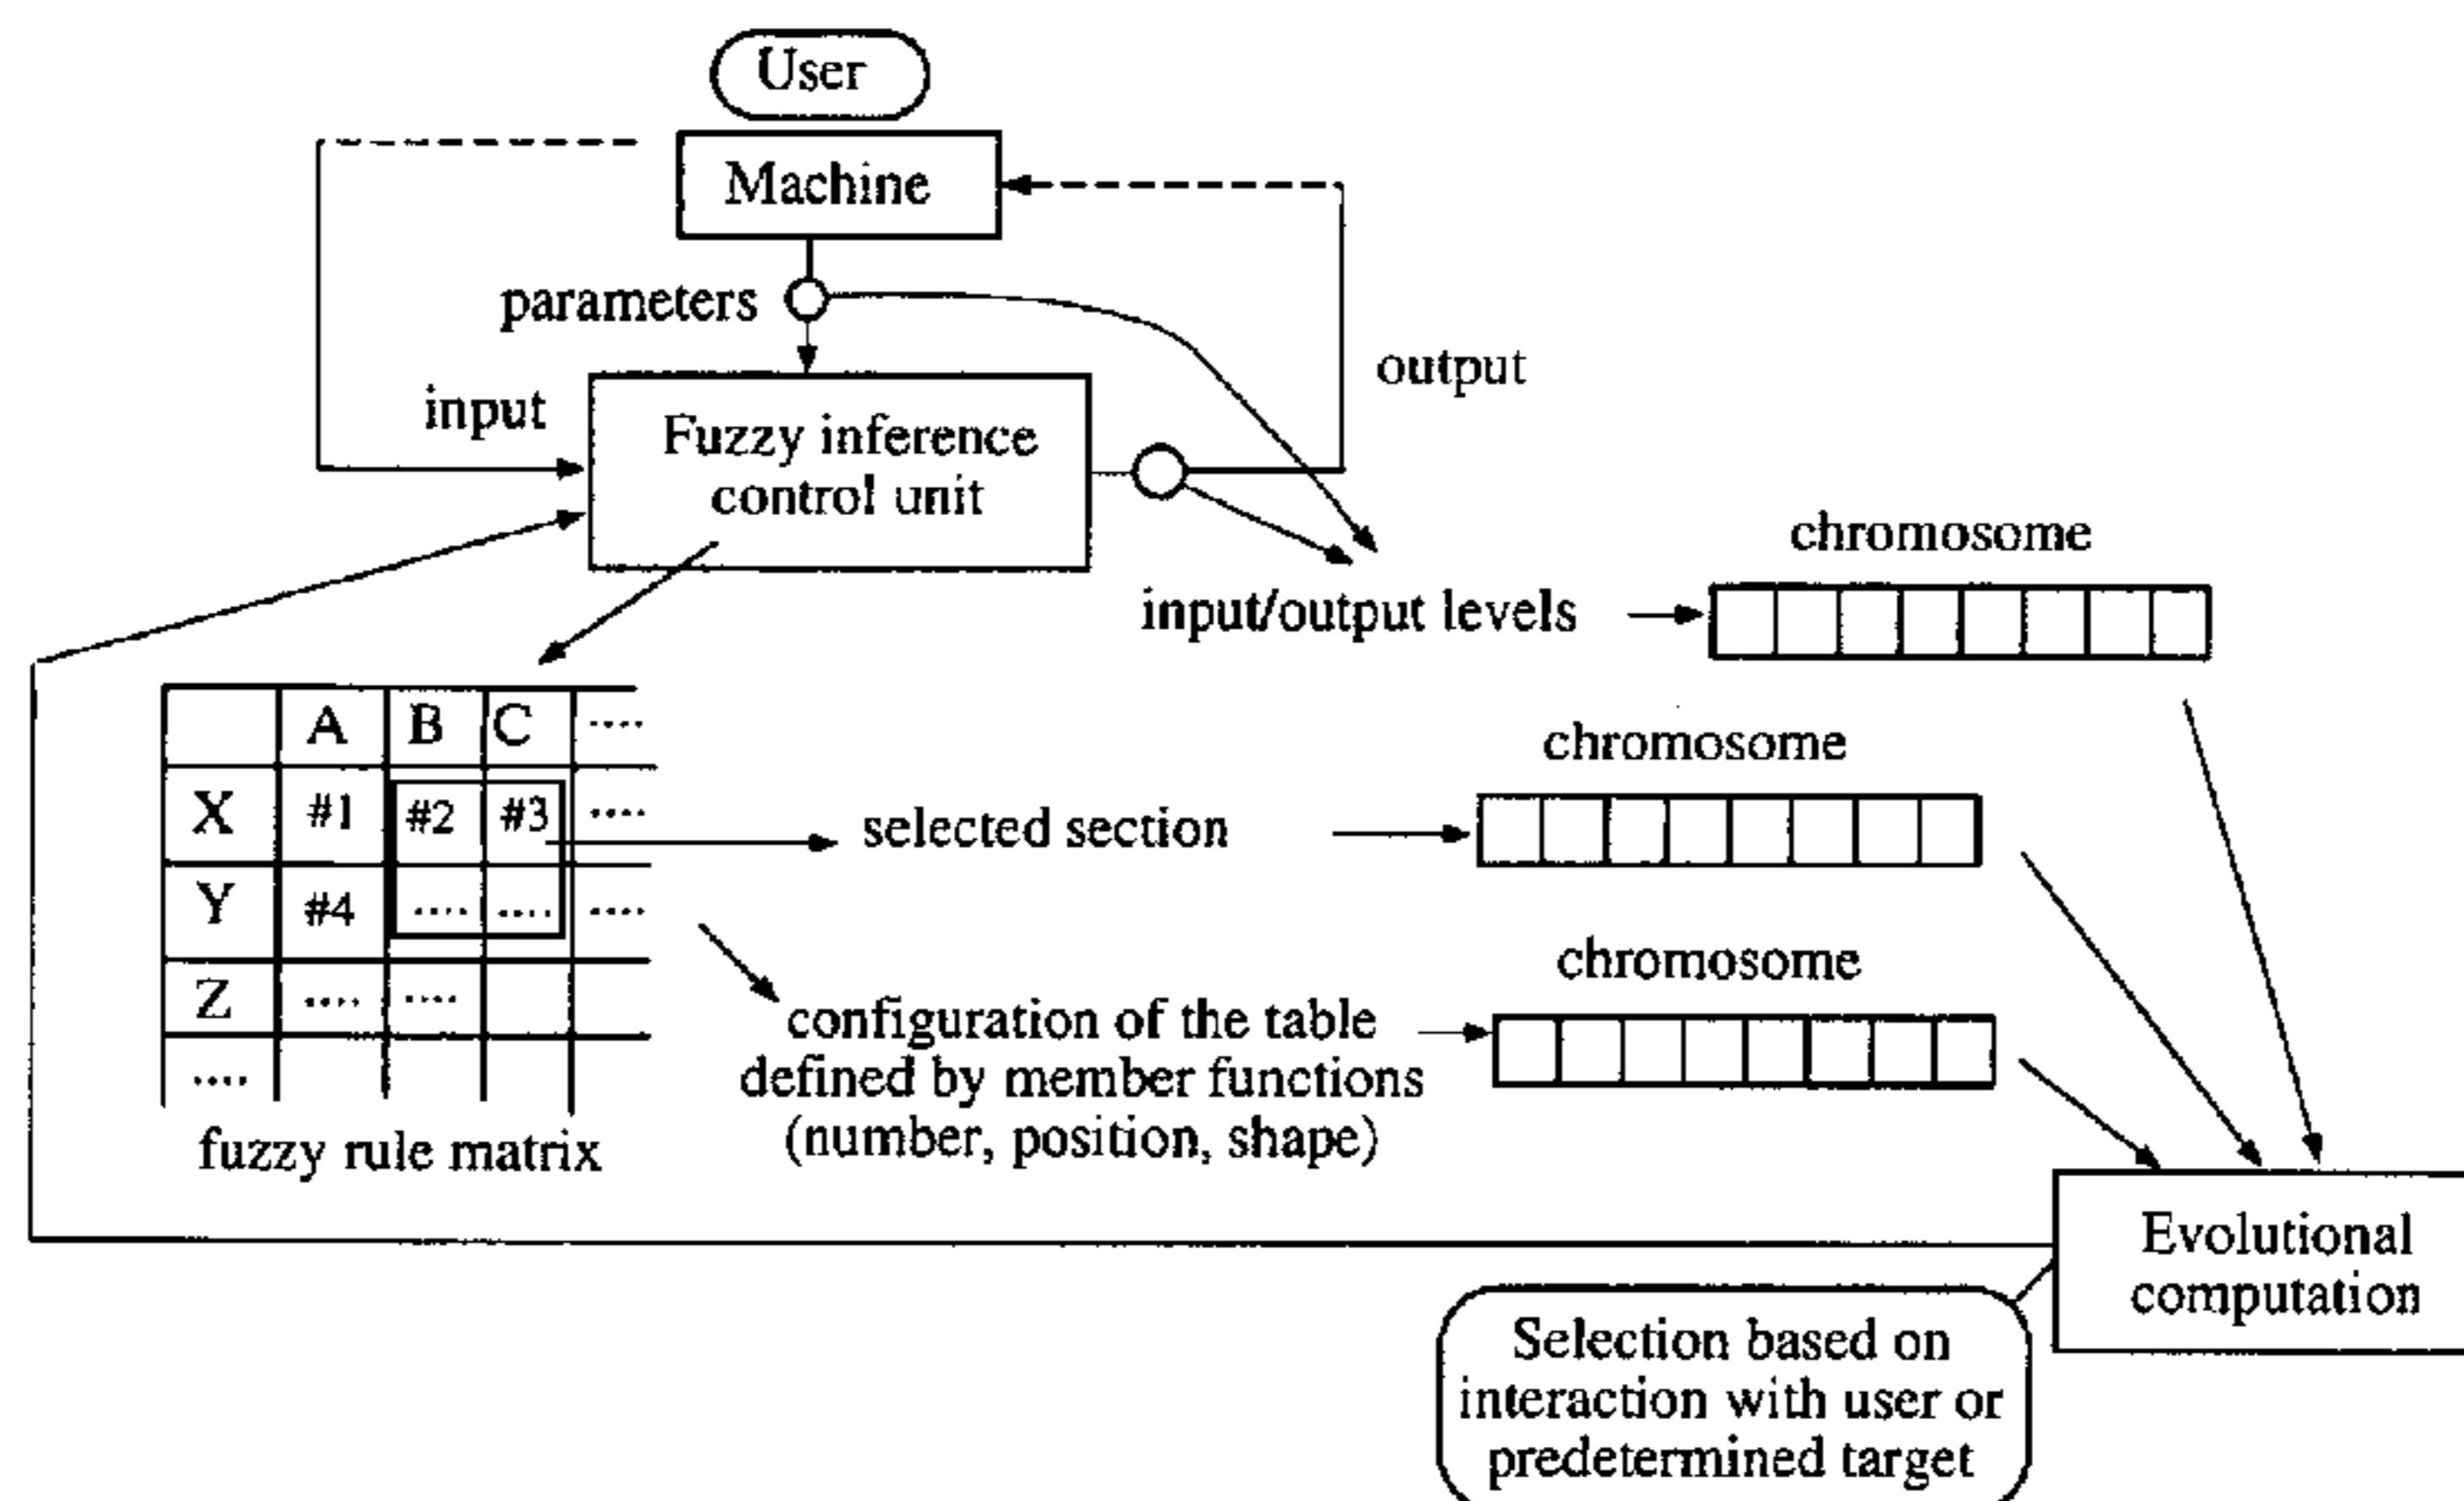 User
Machine
parameters
output
input
Fuzzy inference
control unit
chromosome
input/output levels
A B C ....
X #1 #2 #3 ....
Y #4 .... .... ....
Z .... ....
....
fuzzy rule matrix
chromosome
selected section
chromosome
configuration of the table
defined by member functions
(number, position, shape)
Evolutional
computation
Selection based on
interaction with user or
predetermined target